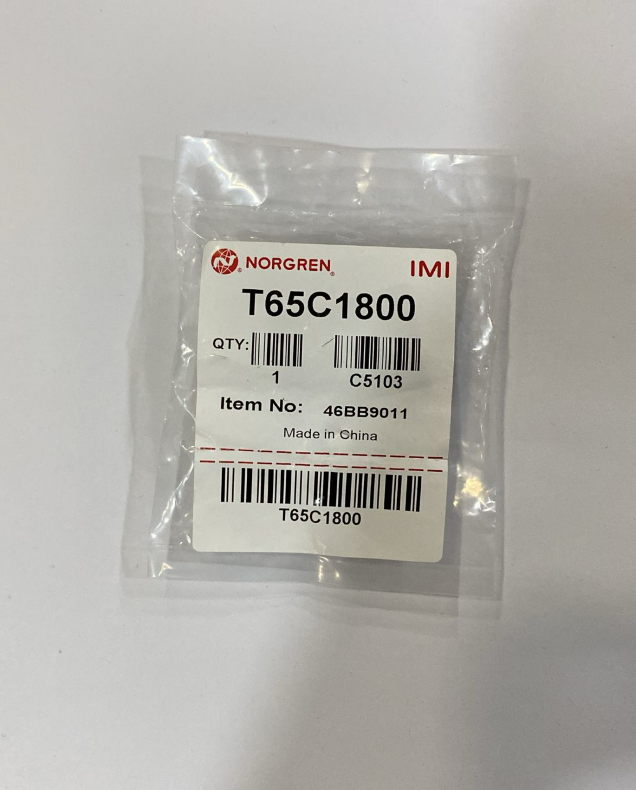 NORGREN® IMI
T65C1800
QTY:
1 C5103
Item No: 46BB9011
Made in China
T65C1800